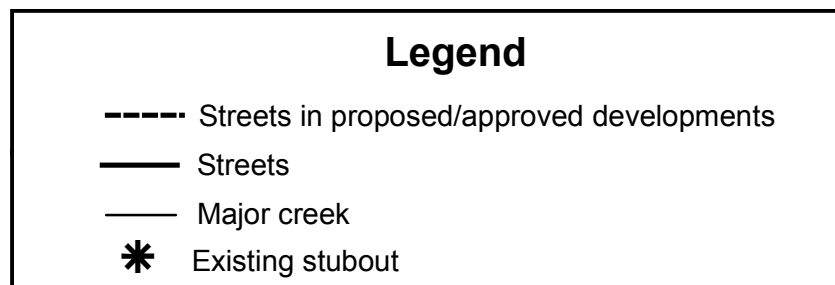 Legend
Streets in proposed/approved developments
Streets
Major creek
Existing stubout